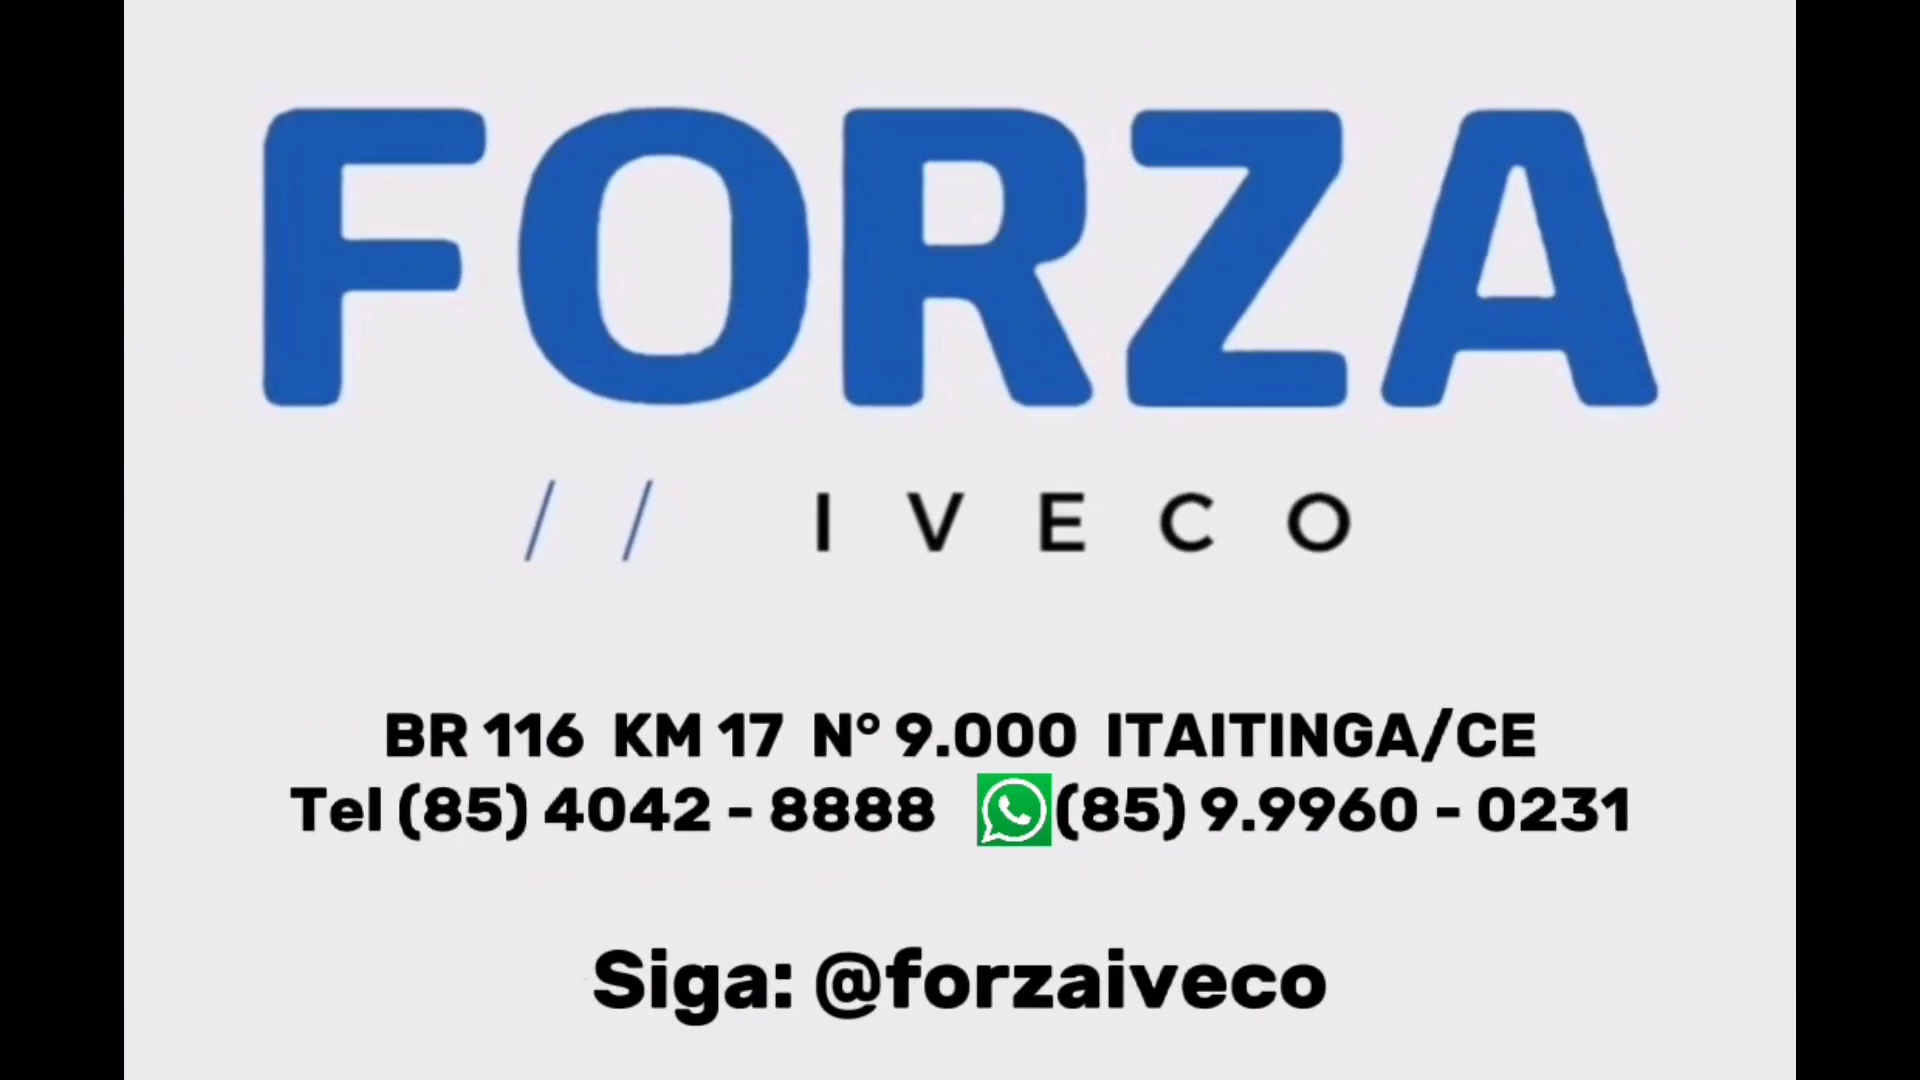 FORZA
// IVECO
BR 116 KM 17 N° 9.000 ITAITINGA/CE
Tel (85) 4042 - 8888 (85) 9.9960 - 0231
Siga: @forzaiveco